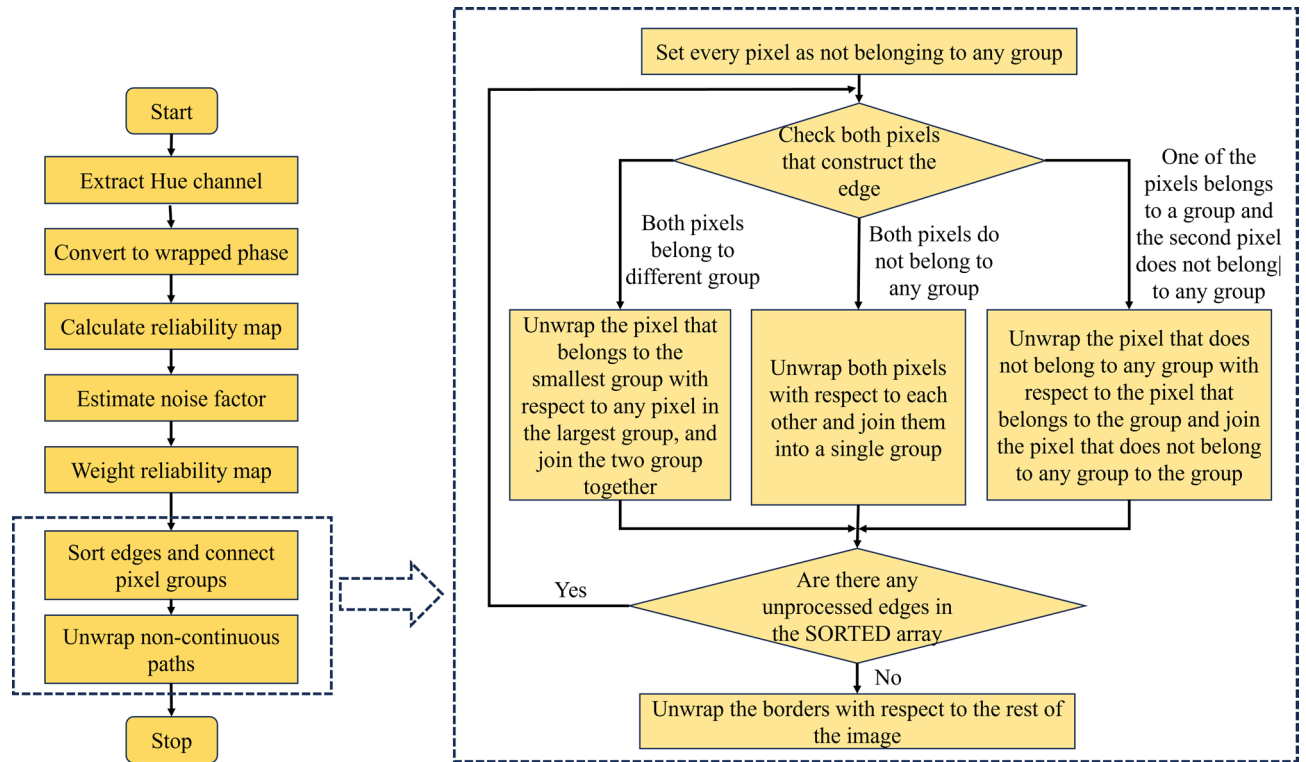 Start
Extract Hue channel
Convert to wrapped phase
Calculate reliability map
Estimate noise factor
Weight reliability map
Sort edges and connect
pixel groups
Unwrap non-continuous
paths
Stop
Set every pixel as not belonging to any group
Check both pixels
that construct the
edge
Both pixels
belong to
different group
Both pixels do
not belong to
any group
One of the
pixels belongs
to a group and
the second pixel
does not belong|
to any group
Unwrap the pixel that
belongs to the
smallest group with
respect to any pixel in
the largest group, and
join the two group
together
Unwrap both pixels
with respect to each
other and join them
into a single group
Unwrap the pixel that does
not belong to any group with
respect to the pixel that
belongs to the group and join
the pixel that does not belong
to any group to the group
Are there any
unprocessed edges in
the SORTED array
Yes
No
Unwrap the borders with respect to the rest of
the image